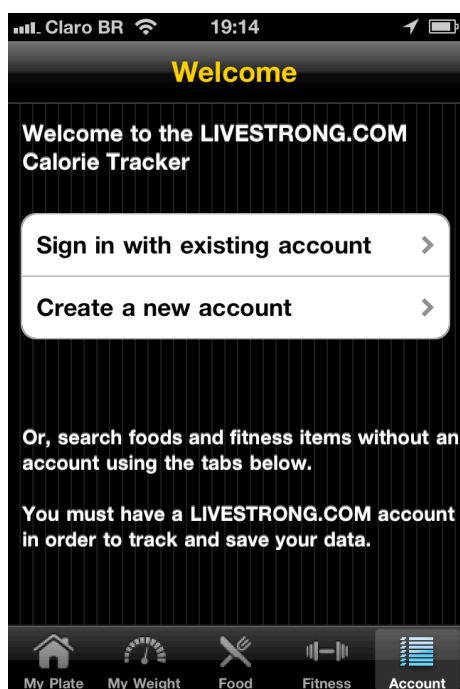 Claro BR 19:14
Welcome
Welcome to the LIVESTRONG.COM
Calorie Tracker
Sign in with existing account
Create a new account
Or, search foods and fitness items without an
account using the tabs below.
You must have a LIVESTRONG.COM account
in order to track and save your data.
My Plate My Weight Food Fitness Account